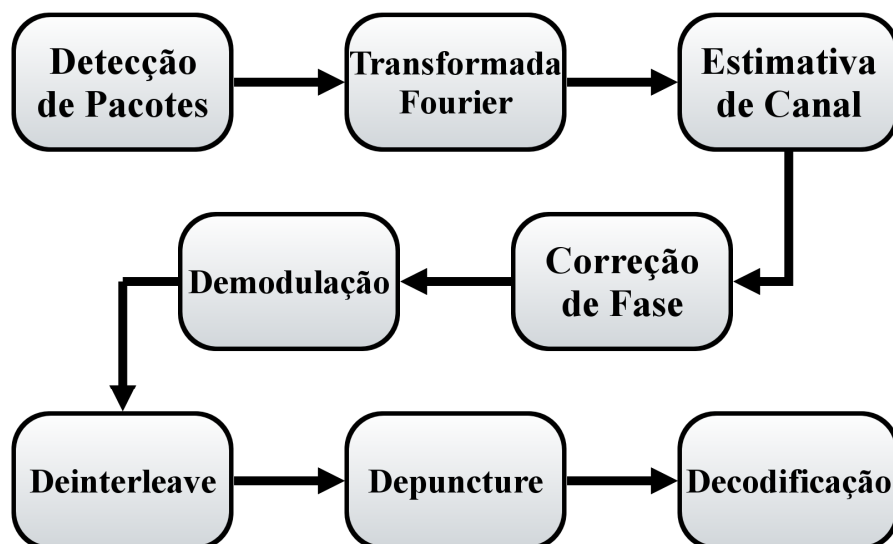 Detecção
de Pacotes
Transformada
Fourier
Estimativa
de Canal
Correção
de Fase
Demodulação
Deinterleave
Depuncture
Decodificação